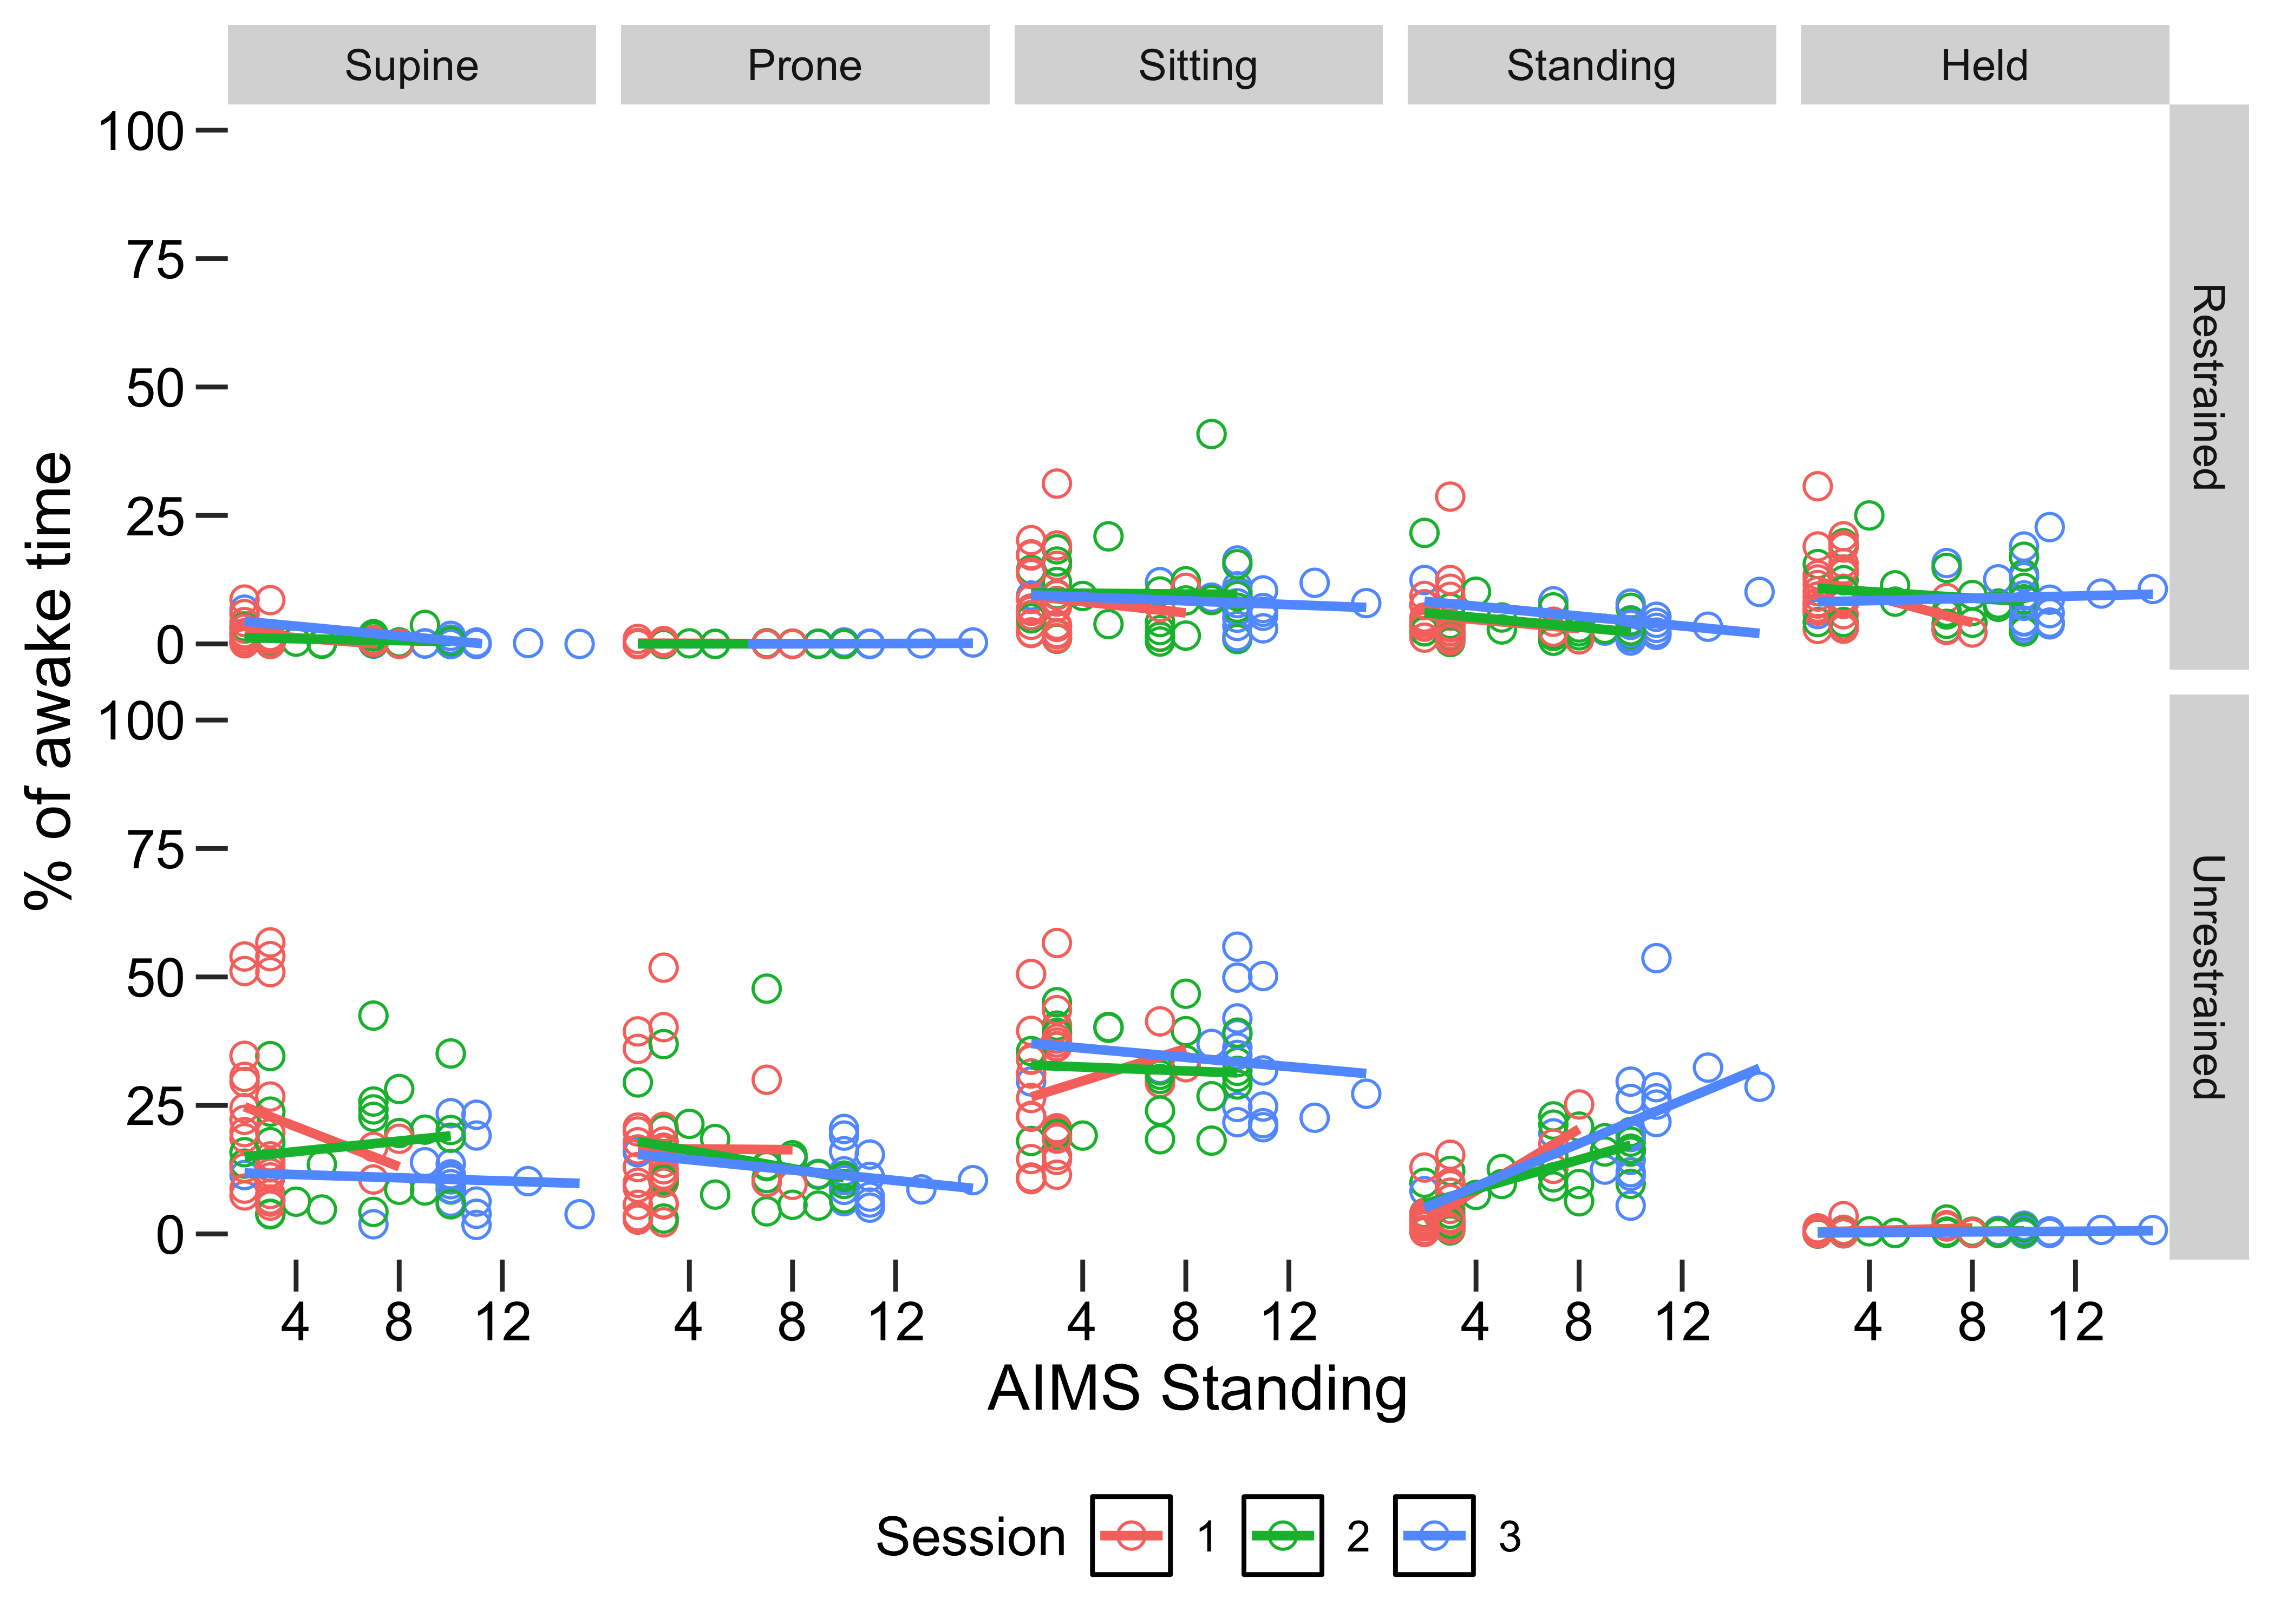 Supine Prone Sitting Standing Held
100
75
50
25
0
Restrained
100
75
50
25
0
Unrestrained
% of awake time
4 8 12 4 8 12 4 8 12 4 8 12 4 8 12
AIMS Standing
Session 1 2 3